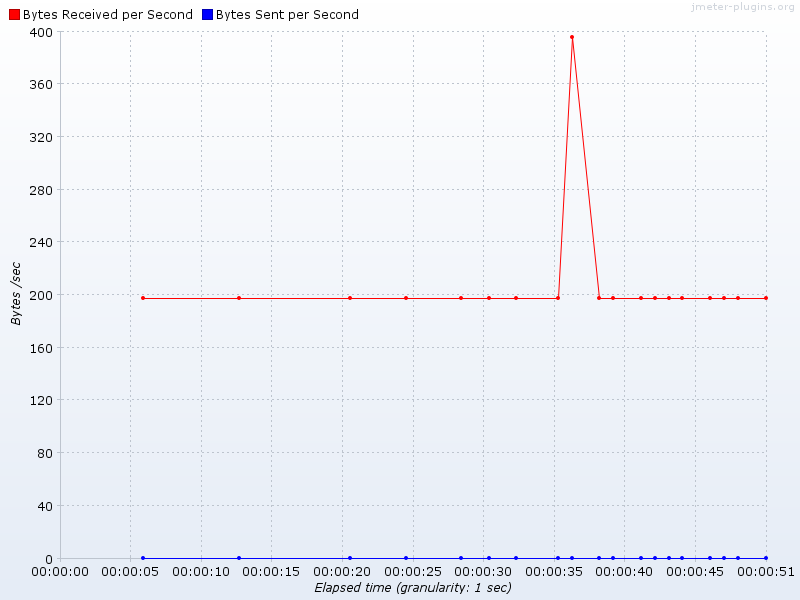 jmeter-plugins.org
Bytes Received per Second Bytes Sent per Second
400
360
320
280
240
200
160
120
80
40
0
Bytes /sec
00:00:00 00:00:05 00:00:10 00:00:15 00:00:20 00:00:25 00:00:30 00:00:35 00:00:40 00:00:45 00:00:51
Elapsed time (granularity: 1 sec)